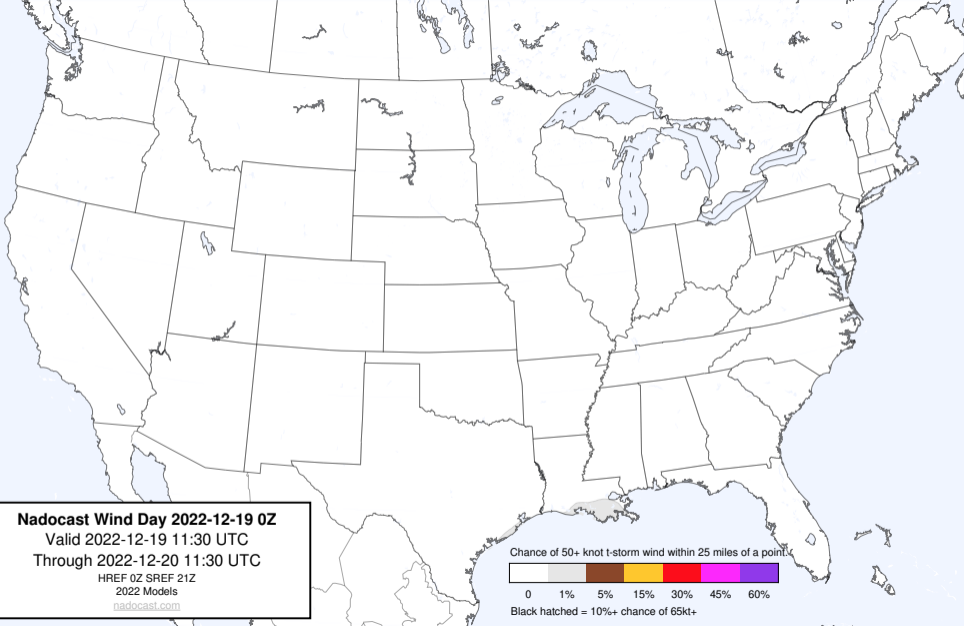 Nadocast Wind Day 2022-12-19 0Z
Valid 2022-12-19 11:30 UTC
Through 2022-12-20 11:30 UTC
HREF 0Z SREF 21Z
2022 Models
nadocast.com
Chance of 50+ knot t-storm wind within 25 miles of a point.
0 1% 5% 15% 30% 45% 60%
Black hatched = 10%+ chance of 65kt+